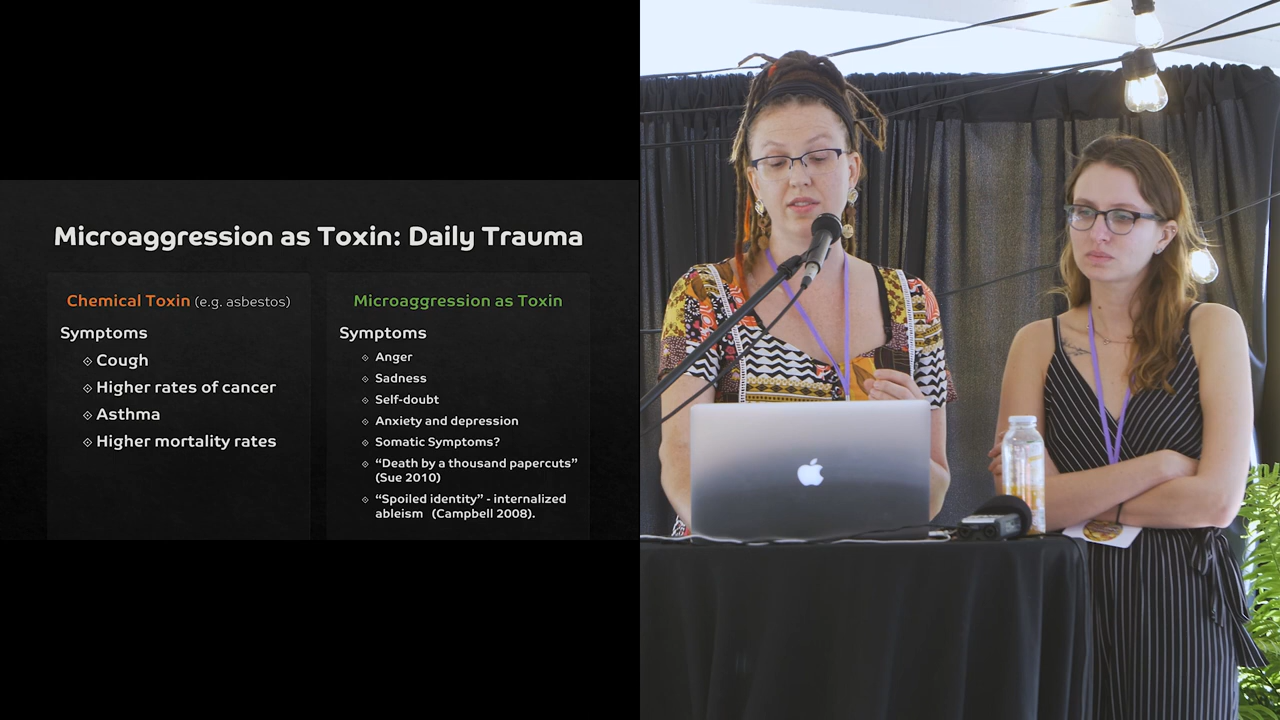 Microaggression as Toxin: Daily Trauma
Chemical Toxin (e.g. asbestos)
Symptoms
Cough
Higher rates of cancer
Asthma
Higher mortality rates
Microaggression as Toxin
Symptoms
Anger
Sadness
Self-doubt
Anxiety and depression
Somatic Symptoms?
“Death by a thousand papercuts”
(Sue 2010)
“Spoiled identity” - internalized
ableism (Campbell 2008).